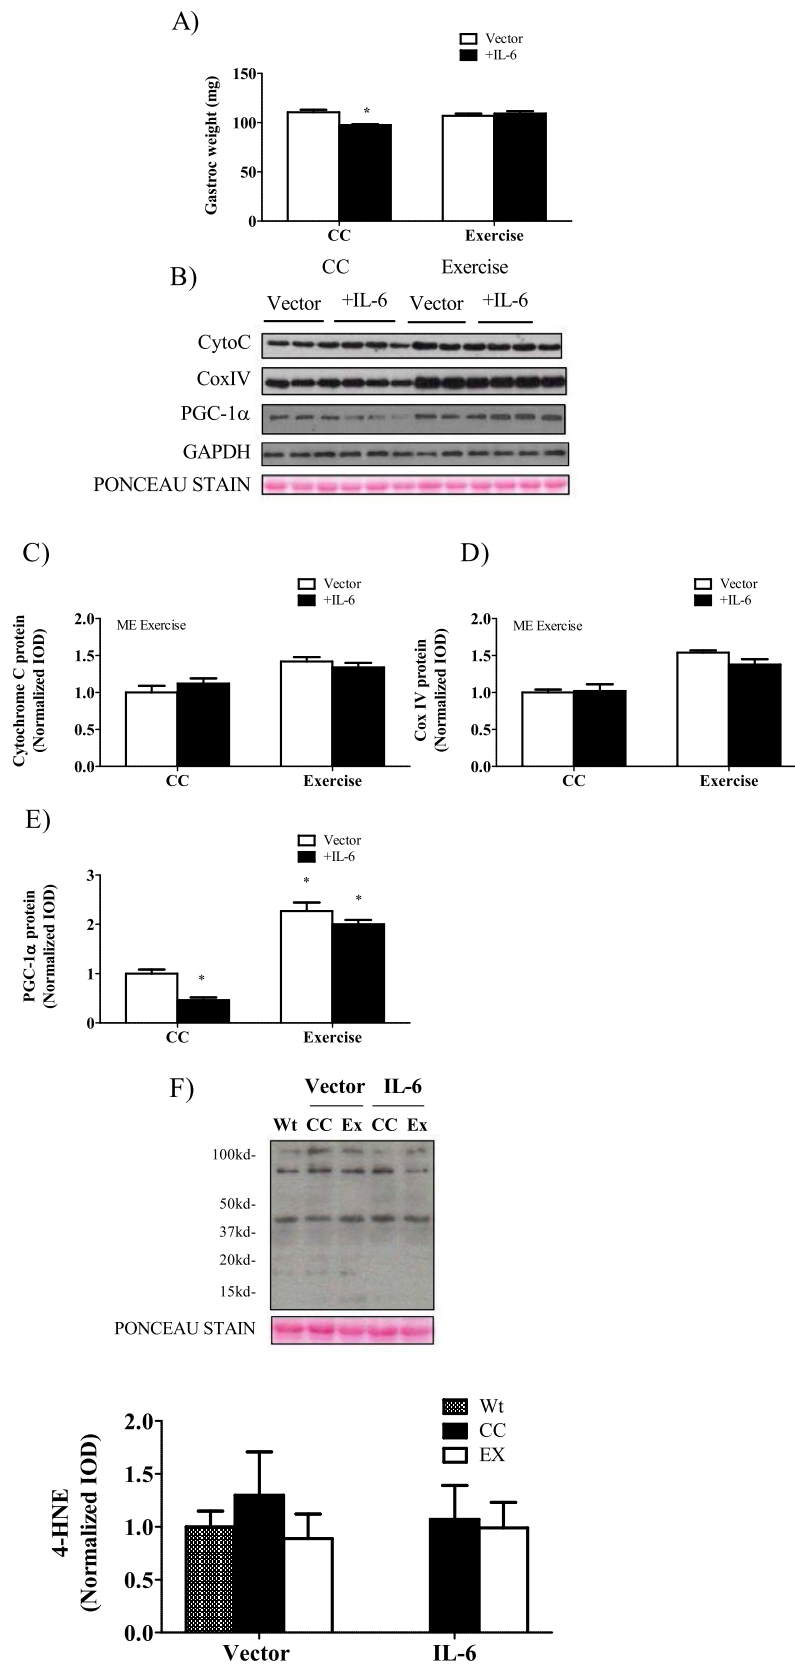 A)
Vector
+IL-6
Gastroc weight (mg)
150
100
50
0
*
CC
Exercise
B)
CC
Exercise
Vector
+IL-6
Vector
+IL-6
CytoC
CoxIV
PGC-1α
GAPDH
PONCEAU STAIN
C)
Vector
+IL-6
ME Exercise
Cytochrome C protein
(Normalized IOD)
2.0
1.5
1.0
0.5
0.0
CC
Exercise
D)
Vector
+IL-6
ME Exercise
Cox IV protein
(Normalized IOD)
2.0
1.5
1.0
0.5
0.0
CC
Exercise
E)
Vector
+IL-6
PGC-1α protein
(Normalized IOD)
3
2
1
0
*
*
*
CC
Exercise
F)
Vector
IL-6
Wt CC Ex CC Ex
100kd-
50kd-
37kd-
20kd-
15kd-
PONCEAU STAIN
Wt
CC
EX
4-HNE
(Normalized IOD)
2.0
1.5
1.0
0.5
0.0
Vector
IL-6